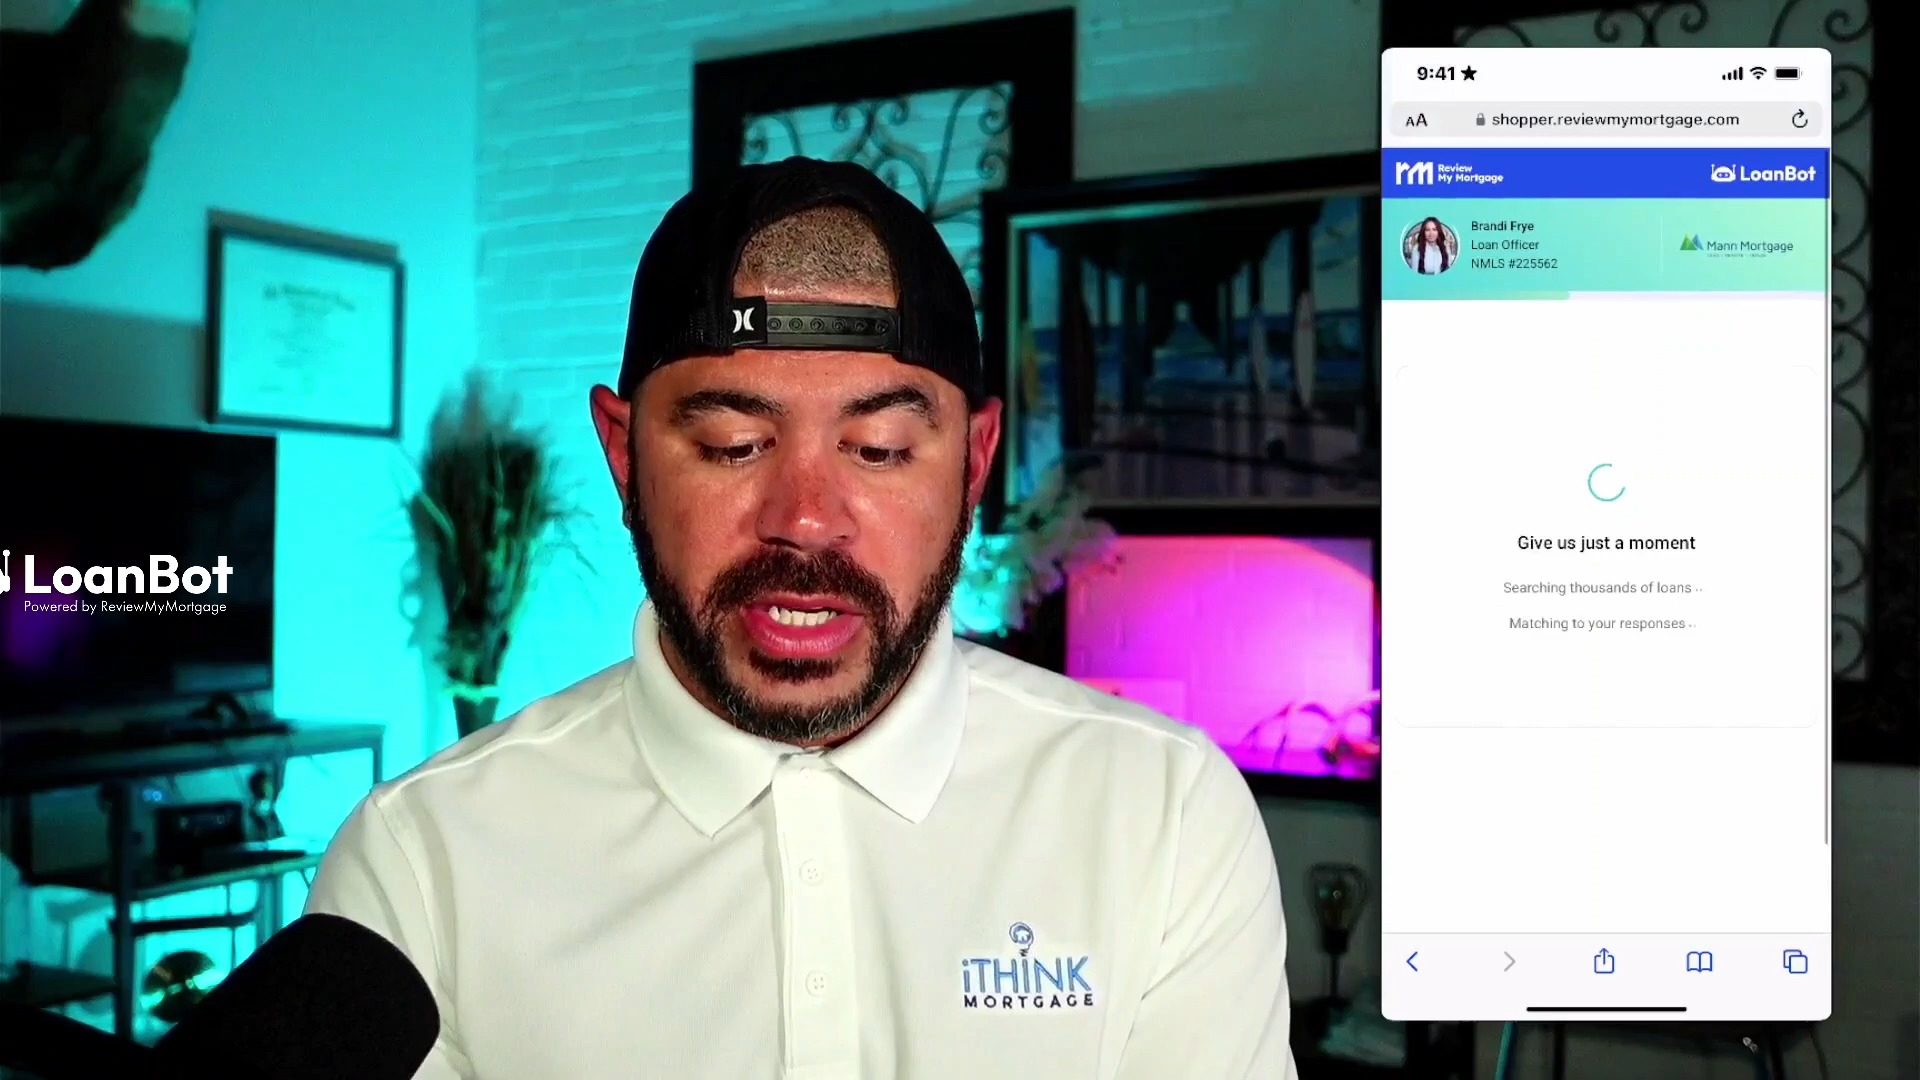 LoanBot
Powered by ReviewMyMortgage
iTHINK
MORTGAGE
9:41
AA shopper.reviewmymortgage.com
rm Review My Mortgage
LoanBot
Brandi Frye
Loan Officer
NMLS #225562
Mann Mortgage
Give us just a moment
Searching thousands of loans ..
Matching to your responses ..